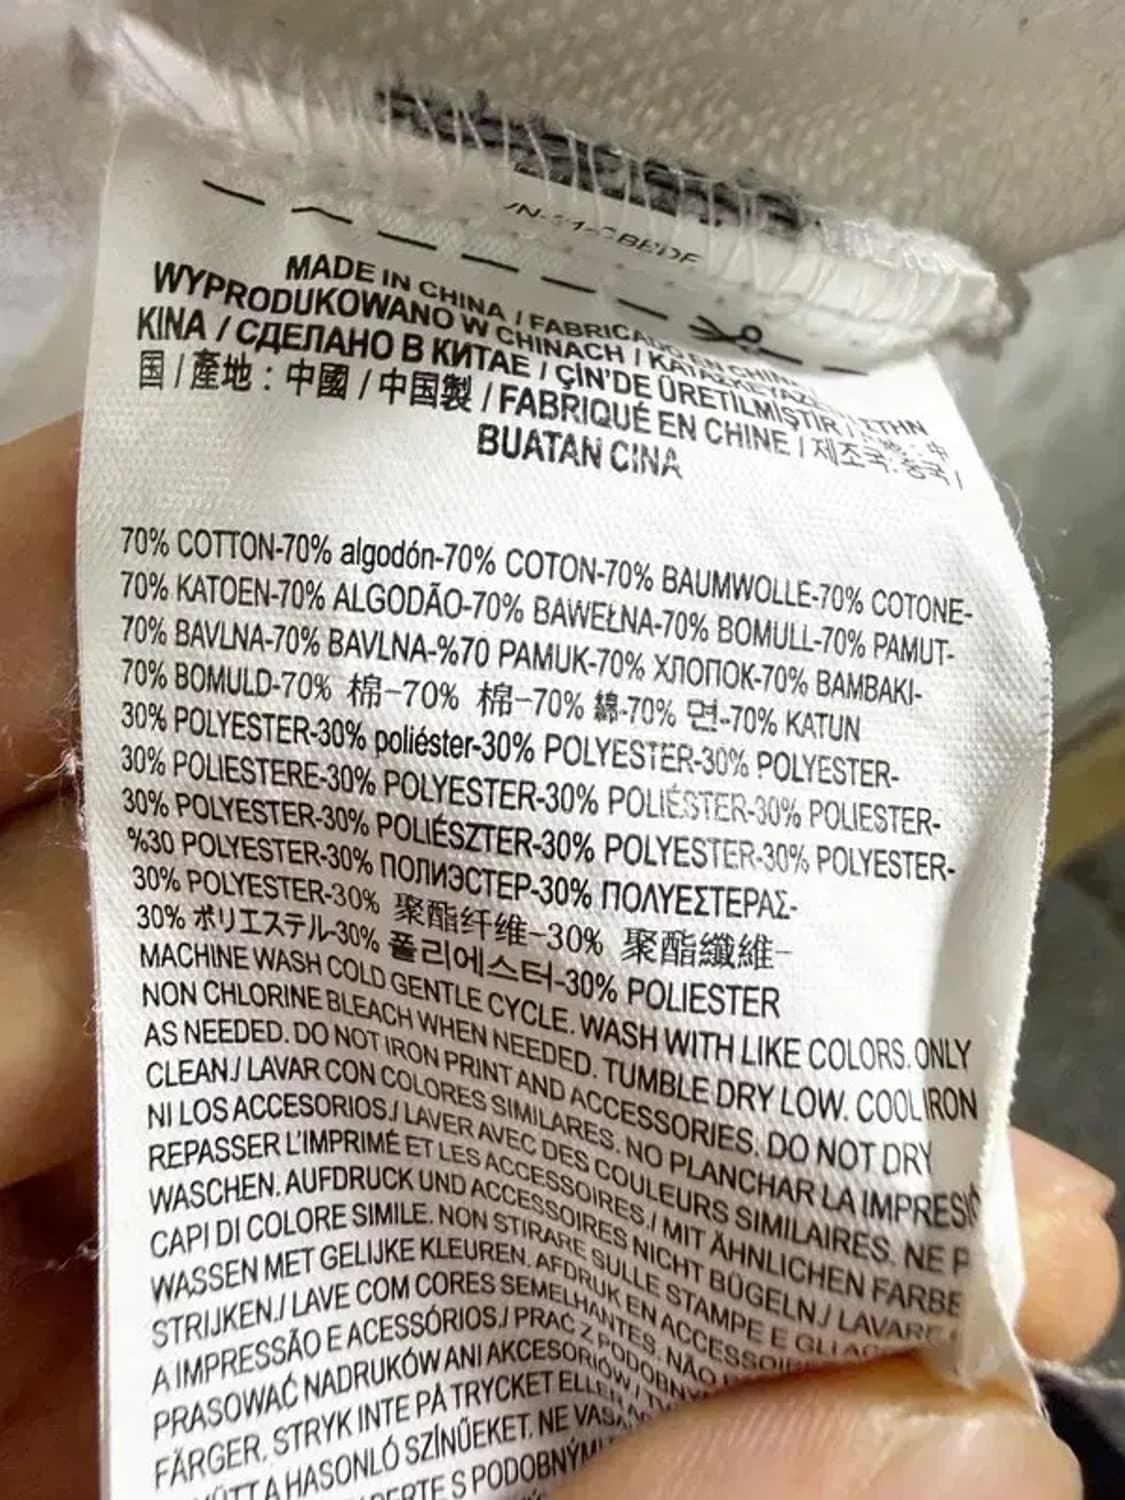 MADE IN CHINA / FABRICADO EN CHINA
WYPRODUKOWANO W CHINACH /
KINA / СДЕЛАНО В КИТАЕ / ÇİN'DE ÜRETİLMİŞTİR /
国 / 產地：中國 / 中国製 / FABRIQUÉ EN CHINE / 제조국: 중국 /
BUATAN CINA
70% COTTON-70% algodón-70% COTON-70% BAUMWOLLE-70% COTONE-
70% KATOEN-70% ALGODÃO-70% BAWEŁNA-70% BOMULL-70% PAMUT-
70% BAVLNA-70% BAVLNA-%70 PAMUK-70% ХЛОПОК-70% BAMBAKI-
70% BOMULD-70% 棉-70% 棉-70% 綿-70% 면-70% KATUN
30% POLYESTER-30% poliéster-30% POLYESTER-30% POLYESTER-
30% POLIESTERE-30% POLYESTER-30% POLIÉSTER-30% POLIESTER-
30% POLYESTER-30% POLIÉSZTER-30% POLYESTER-30% POLYESTER-
%30 POLYESTER-30% ПОЛИЭСТЕР-30% ΠΟΛΥΕΣΤΕΡΑΣ-
30% POLYESTER-30% 聚酯纤维-30% 聚酯纖維-
30% ポリエステル-30% 폴리에스터-30% POLIESTER
MACHINE WASH COLD GENTLE CYCLE. WASH WITH LIKE COLORS. ONLY
NON CHLORINE BLEACH WHEN NEEDED. TUMBLE DRY LOW. COOL IRON
AS NEEDED. DO NOT IRON PRINT AND ACCESSORIES. DO NOT DRY
CLEAN./ LAVAR CON COLORES SIMILARES. NO PLANCHAR LA IMPRESIÓ
NI LOS ACCESORIOS./ LAVER AVEC DES COULEURS SIMILAIRES. NE P
REPASSER L'IMPRIMÉ ET LES ACCESSOIRES./ MIT ÄHNLICHEN FARBE
WASCHEN. AUFDRUCK UND ACCESSOIRES NICHT BÜGELN./ LAVARE
CAPI DI COLORE SIMILE. NON STIRARE SULLE STAMPE E GLI
WASSEN MET GELIJKE KLEUREN. AFDRUK EN
STRIJKEN./ LAVE COM CORES SEMELHANTES. NÃO
A IMPRESSÃO E ACESSÓRIOS./ PRAĆ Z
PRASOWAĆ NADRUKÓW ANI AKCESORIÓW /
FÄRGER. STRYK INTE PÅ TRYCKET ELLER
A HASONLÓ SZÍNŰEKET. NE
S